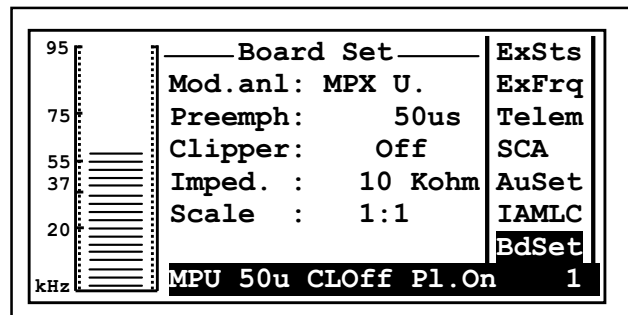 95
75
55
37
20
kHz
Board Set
Mod.anl: MPX U.
Preemph: 50us
Clipper: Off
Imped. : 10 Kohm
Scale : 1:1
MPU 50u CLOff Pl.On 1
ExSts
ExFrq
Telem
SCA
AuSet
IAMLC
BdSet